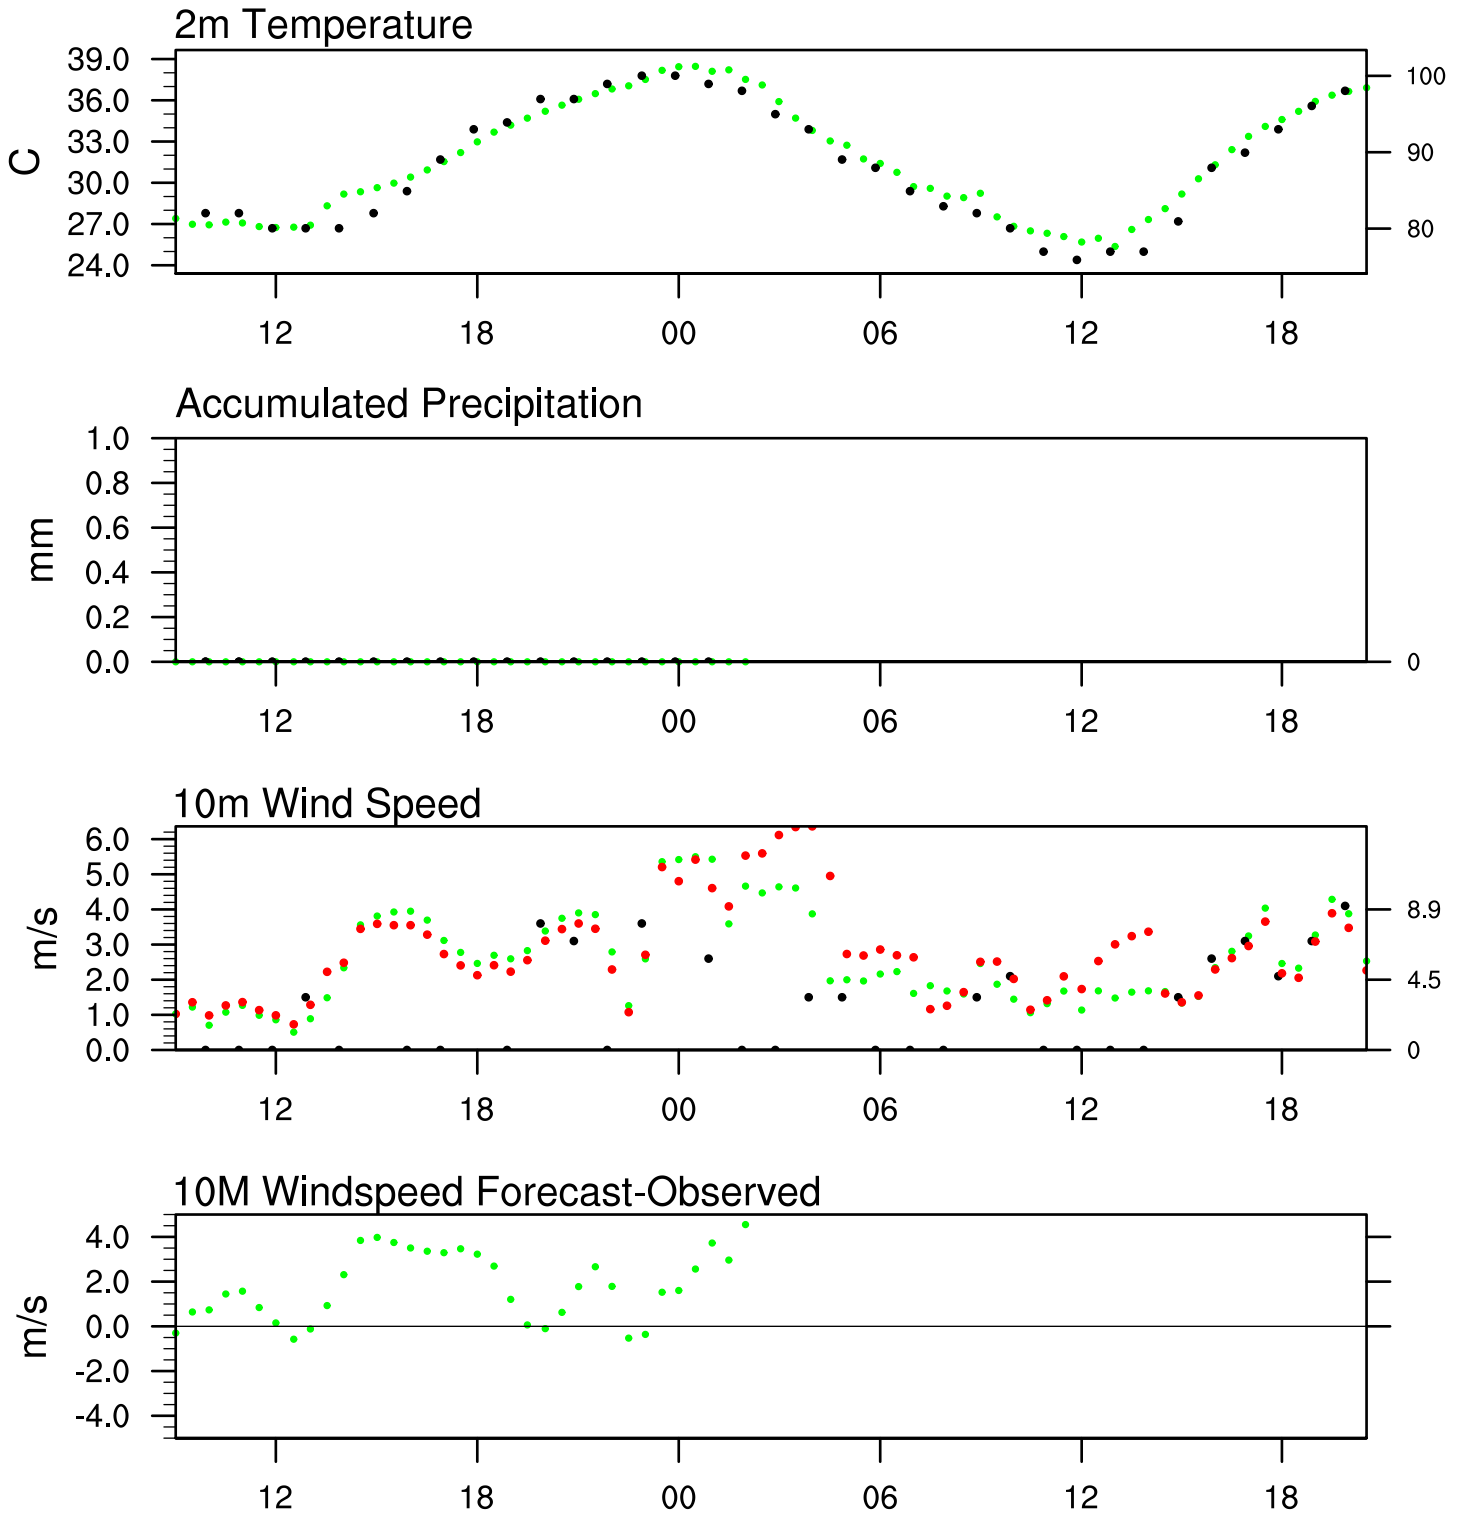 2m Temperature
39.0
36.0
33.0
30.0
27.0
24.0
C
100
90
80
12 18 00 06 12 18
Accumulated Precipitation
1.0
0.8
0.6
0.4
0.2
0.0
mm
0
12 18 00 06 12 18
10m Wind Speed
6.0
5.0
4.0
3.0
2.0
1.0
0.0
m/s
8.9
4.5
0
12 18 00 06 12 18
10M Windspeed Forecast-Observed
4.0
2.0
0.0
-2.0
-4.0
m/s
12 18 00 06 12 18